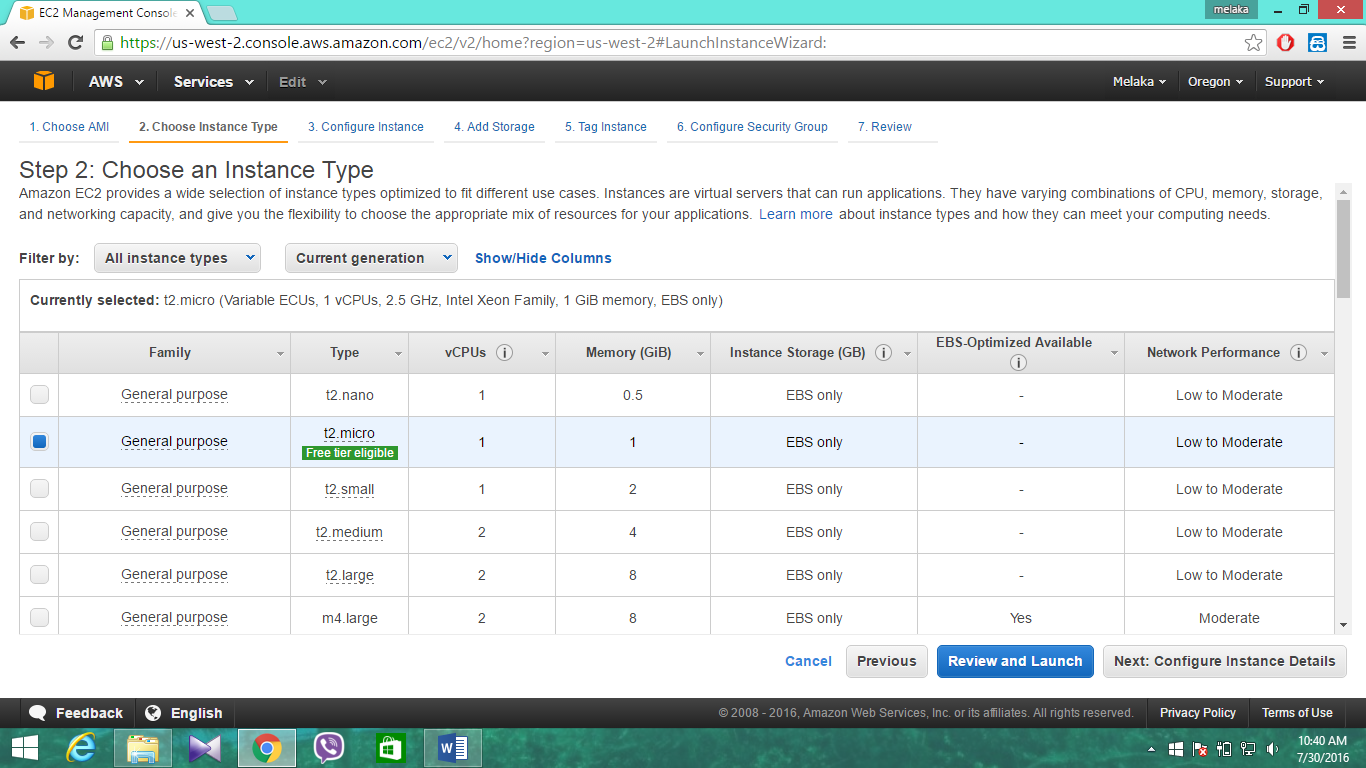 EC2 Management Console
melaka
https://us-west-2.console.aws.amazon.com/ec2/v2/home?region=us-west-2#LaunchInstanceWizard:
AWS Services Edit Melaka Oregon Support
1. Choose AMI 2. Choose Instance Type 3. Configure Instance 4. Add Storage 5. Tag Instance 6. Configure Security Group 7. Review
Step 2: Choose an Instance Type
Amazon EC2 provides a wide selection of instance types optimized to fit different use cases. Instances are virtual servers that can run applications. They have varying combinations of CPU, memory, storage,
and networking capacity, and give you the flexibility to choose the appropriate mix of resources for your applications. Learn more about instance types and how they can meet your computing needs.
Filter by: All instance types Current generation Show/Hide Columns
Currently selected: t2.micro (Variable ECUs, 1 vCPUs, 2.5 GHz, Intel Xeon Family, 1 GiB memory, EBS only)
Family Type vCPUs i Memory (GiB) Instance Storage (GB) i EBS-Optimized Available i Network Performance i
General purpose t2.nano 1 0.5 EBS only - Low to Moderate
General purpose t2.micro Free tier eligible 1 1 EBS only - Low to Moderate
General purpose t2.small 1 2 EBS only - Low to Moderate
General purpose t2.medium 2 4 EBS only - Low to Moderate
General purpose t2.large 2 8 EBS only - Low to Moderate
General purpose m4.large 2 8 EBS only Yes Moderate
Cancel Previous Review and Launch Next: Configure Instance Details
Feedback English © 2008 - 2016, Amazon Web Services, Inc. or its affiliates. All rights reserved. Privacy Policy Terms of Use
10:40 AM
7/30/2016